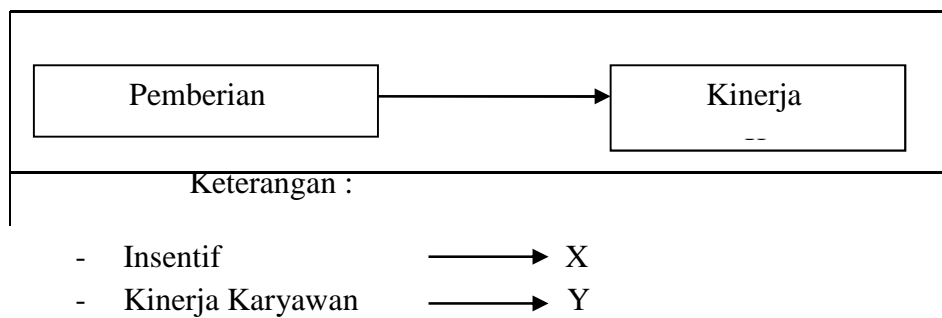 Pemberian Kinerja
Keterangan :
- Insentif X
- Kinerja Karyawan Y